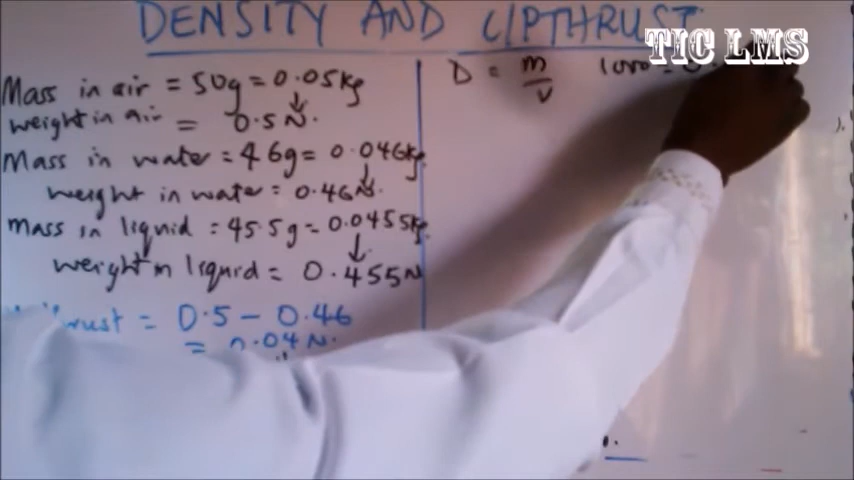 DENSITY AND UPTHRUST
TIC LMS
Mass in air = 50g = 0.05kg
weight in air = 0.5N.
Mass in water = 46g = 0.046kg.
weight in water = 0.46N.
Mass in liquid = 45.5g = 0.0455kg.
weight in liquid = 0.455N
= 0.5 - 0.46
= 0.04N.
D = m/v
1000 =